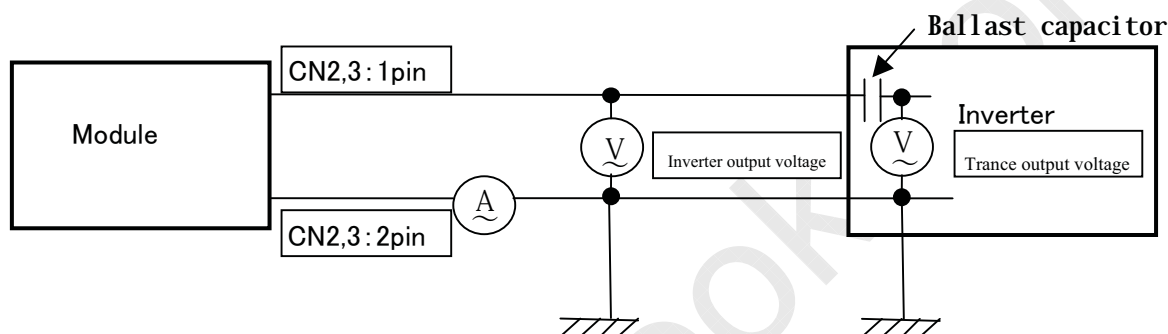 Ballast capacitor
CN2,3:1pin
Module
V
Inverter output voltage
Inverter
V
Trance output voltage
A
CN2,3:2pin